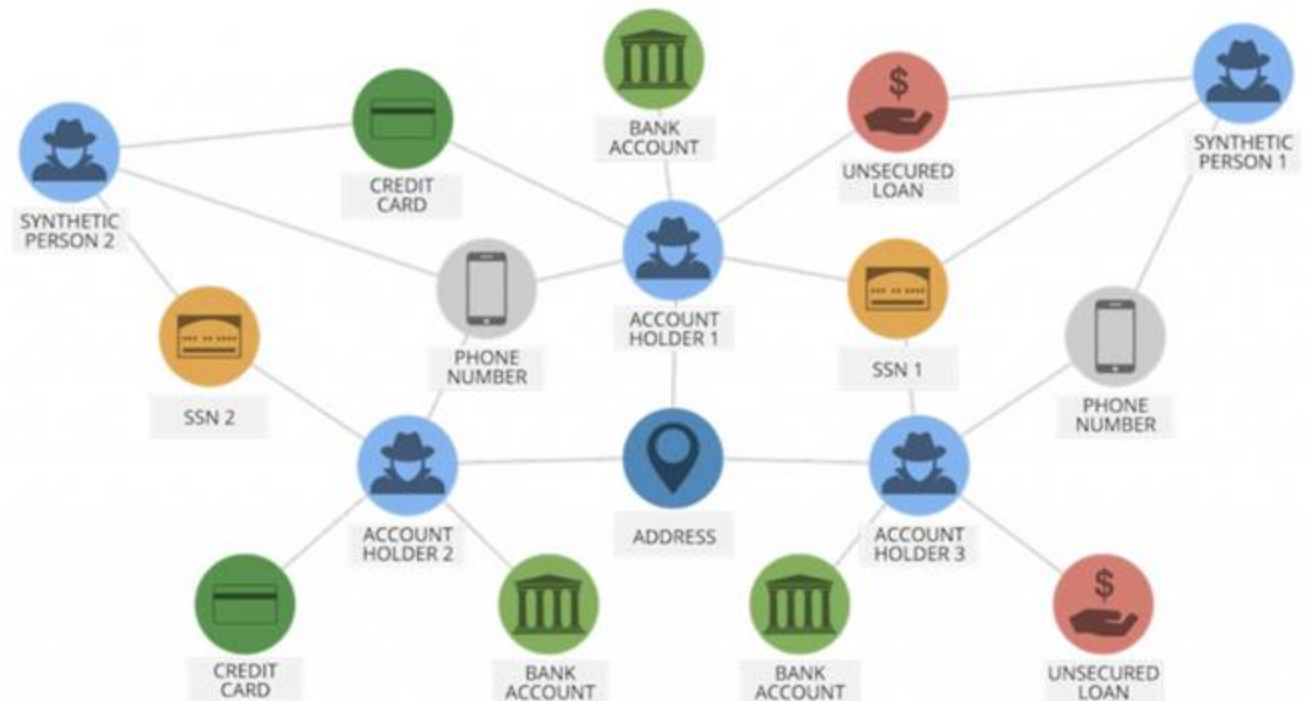 BANK
ACCOUNT
SYNTHETIC
PERSON 1
UNSECURED
LOAN
CREDIT
CARD
SYNTHETIC
PERSON 2
ACCOUNT
HOLDER 1
PHONE
NUMBER
SSN 1
SSN 2
PHONE
NUMBER
ADDRESS
ACCOUNT
HOLDER 2
ACCOUNT
HOLDER 3
CREDIT
CARD
BANK
ACCOUNT
BANK
ACCOUNT
UNSECURED
LOAN
$
$